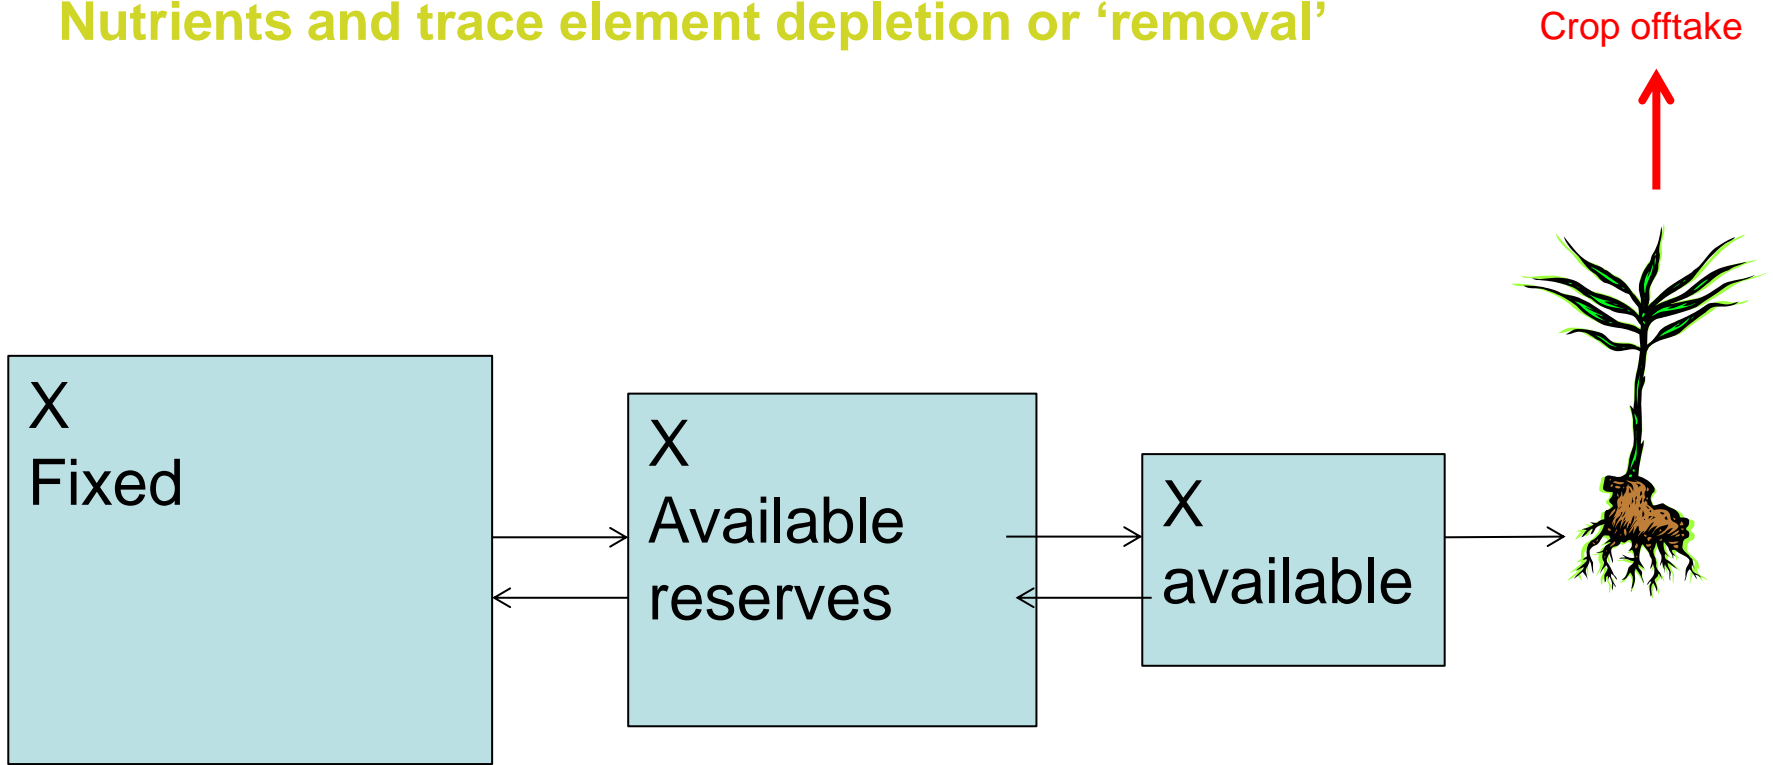 Nutrients and trace element depletion or ‘removal’
Crop offtake
X
Fixed
X
Available
reserves
X
available